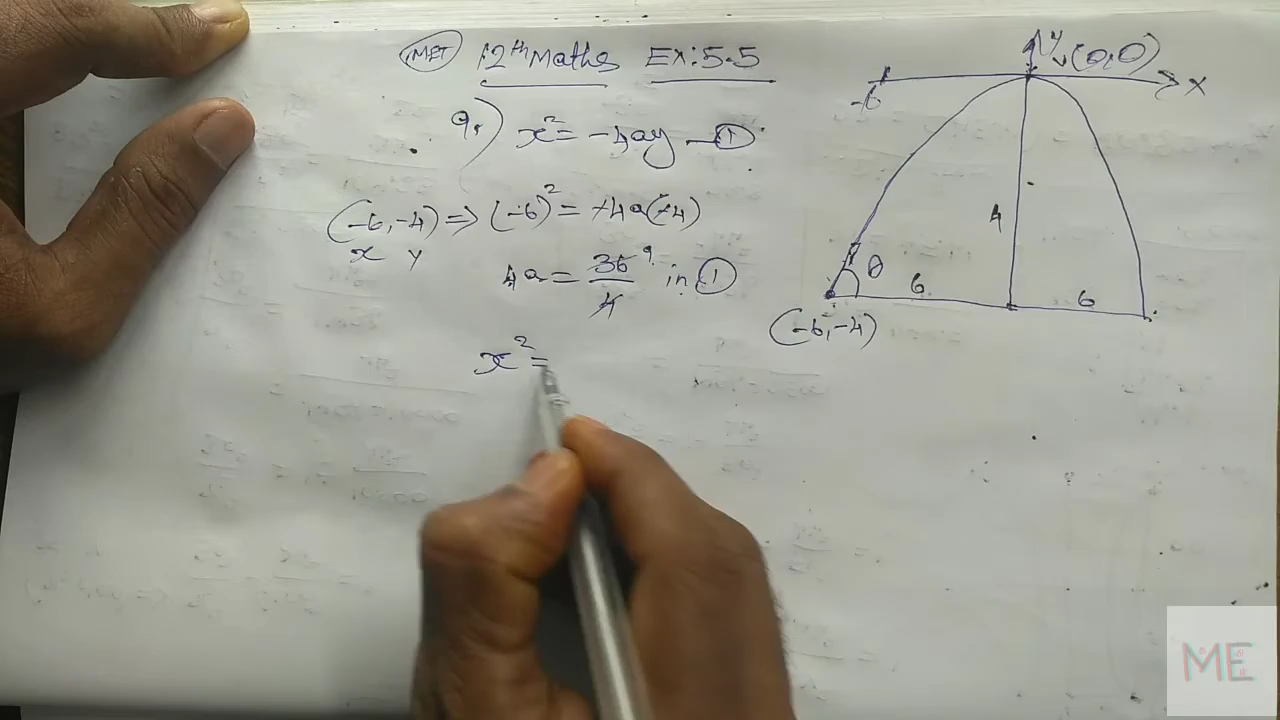 MET 12th Maths Ex: 5.5
9.) x² = -4ay — ①
(-6, -4) ⇒ (-6)² = -4a(-4)
x y
4a = 36/4 9 in ①
x² =
y
V (0,0)
-6
x
4
θ
6
6
(-6, -4)
ME